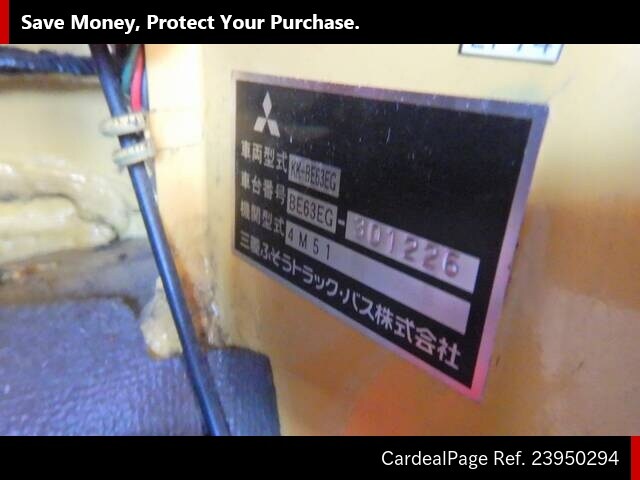 Save Money, Protect Your Purchase.
車両型式 KK-BE63EG
車台番号 BE63EG-301226
機関型式 4M51
三菱ふそうトラック・バス株式会社
CardealPage Ref. 23950294